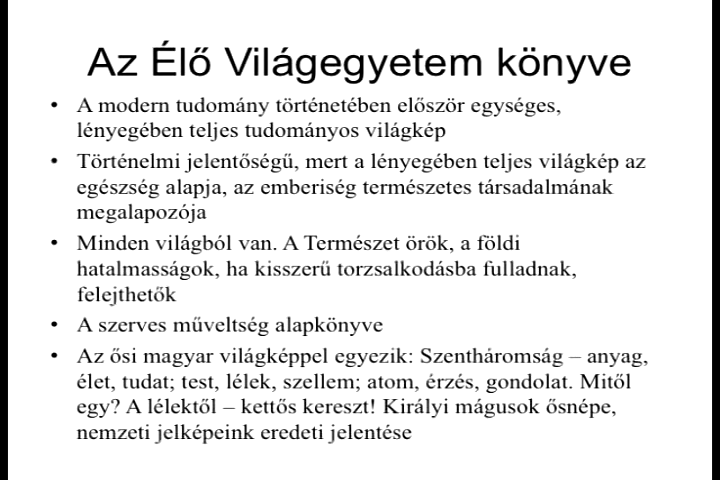 Az Élő Világegyetem könyve
• A modern tudomány történetében először egységes,
lényegében teljes tudományos világkép
• Történelmi jelentőségű, mert a lényegében teljes világkép az
egészség alapja, az emberiség természetes társadalmának
megalapozója
• Minden világból van. A Természet örök, a földi
hatalmasságok, ha kisszerű torzsalkodásba fulladnak,
felejthetők
• A szerves műveltség alapkönyve
• Az ősi magyar világképpel egyezik: Szentháromság – anyag,
élet, tudat; test, lélek, szellem; atom, érzés, gondolat. Mitől
egy? A lélektől – kettős kereszt! Királyi mágusok ősnépe,
nemzeti jelképeink eredeti jelentése